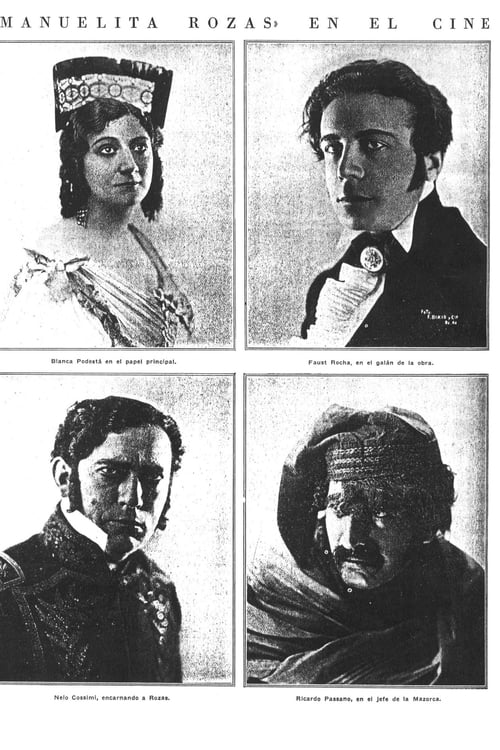 MANUELITA ROZAS» EN EL CINE
Blanca Podestá en el papel principal.
Faust Rocha, en el galán de la obra.
Nelo Cossimi, encarnando a Rozas.
Ricardo Passano, en el jefe de la Mazorca.